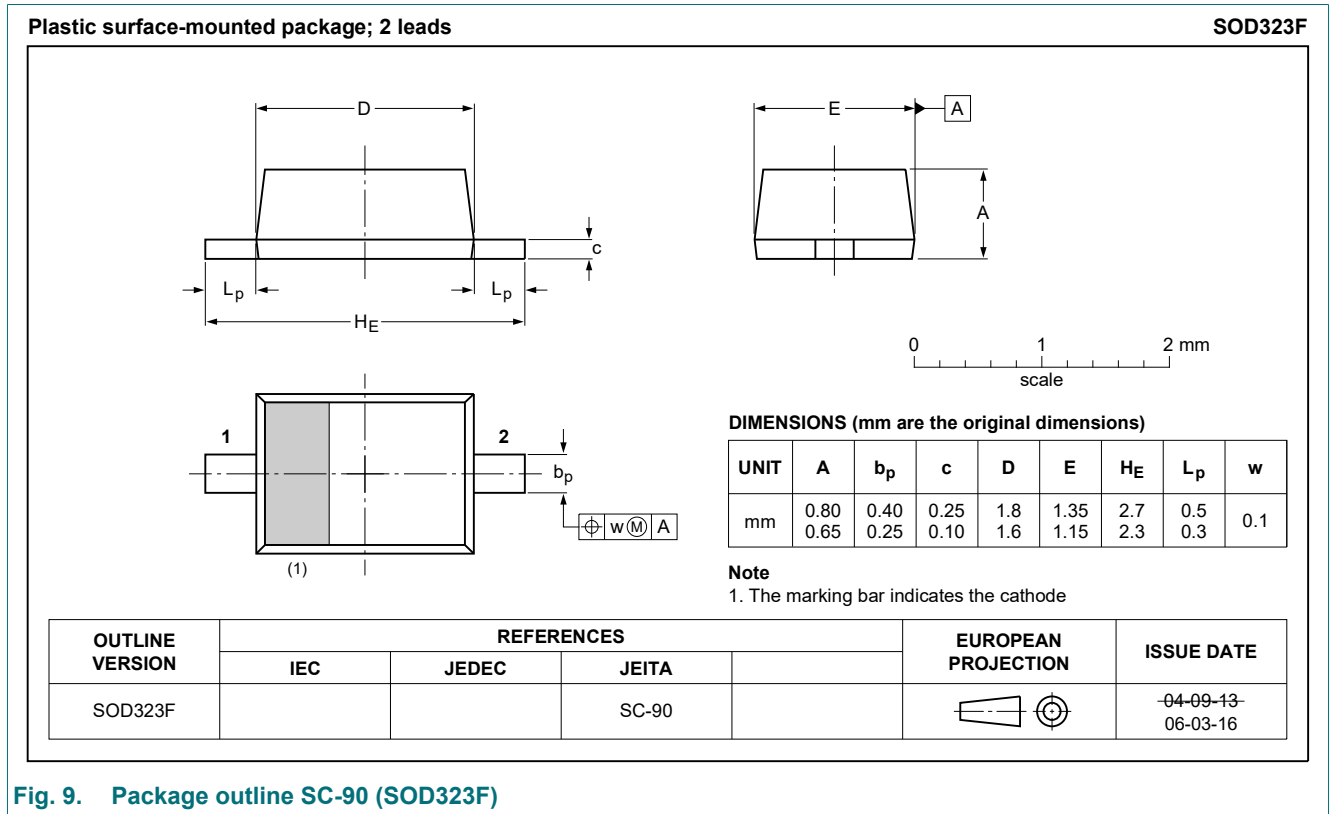 Plastic surface-mounted package; 2 leads SOD323F
D
E
A
A
c
Lp
Lp
HE
0 1 2 mm
scale
1
2
bp
w M A
(1)
DIMENSIONS (mm are the original dimensions)
UNIT A bp c D E HE Lp w
mm 0.80 0.40 0.25 1.8 1.35 2.7 0.5 0.1
0.65 0.25 0.10 1.6 1.15 2.3 0.3
Note
1. The marking bar indicates the cathode
OUTLINE VERSION
REFERENCES
EUROPEAN PROJECTION
ISSUE DATE
IEC JEDEC JEITA
SOD323F SC-90
04-09-13
06-03-16
Fig. 9. Package outline SC-90 (SOD323F)